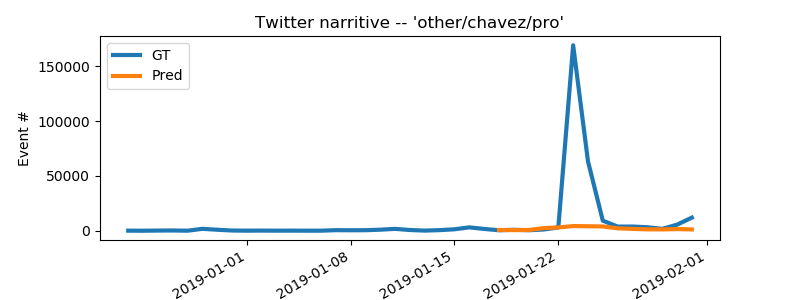 Twitter narritive -- 'other/chavez/pro'
GT
Pred
Event #
150000
100000
50000
0
2019-01-01
2019-01-08
2019-01-15
2019-01-22
2019-02-01